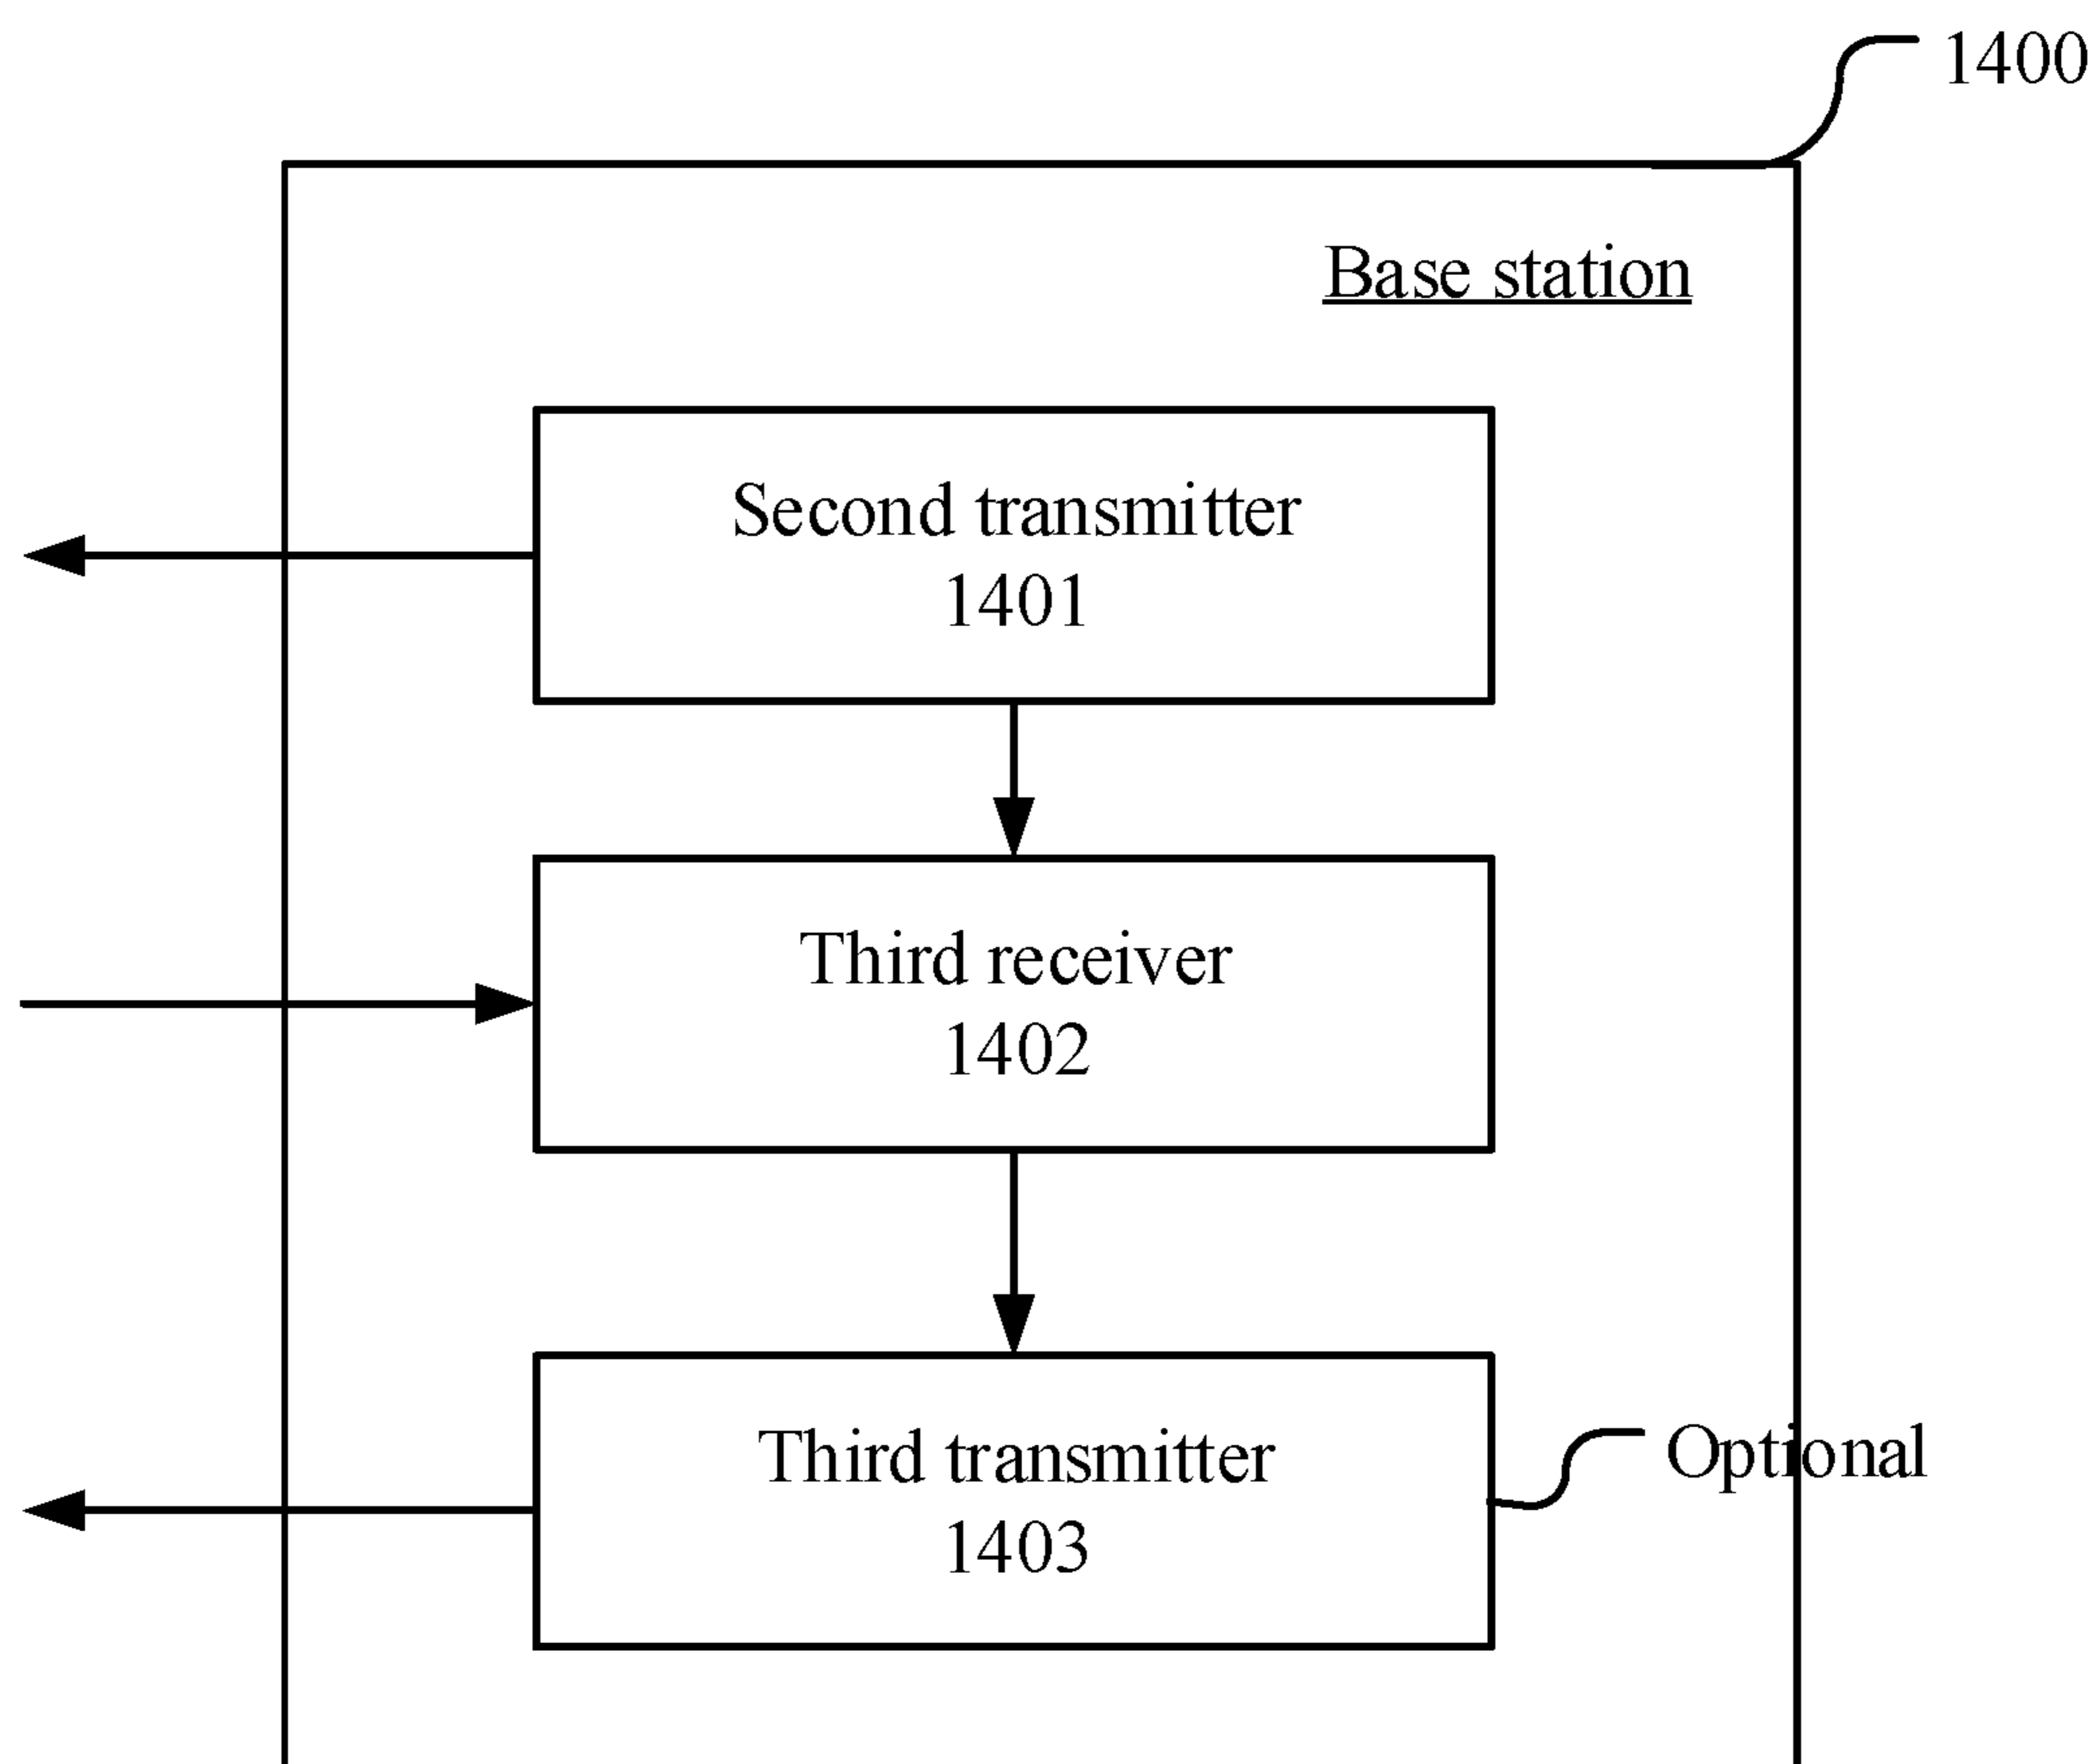 1400
Base station
Second transmitter
1401
Third receiver
1402
Third transmitter
1403
Optional